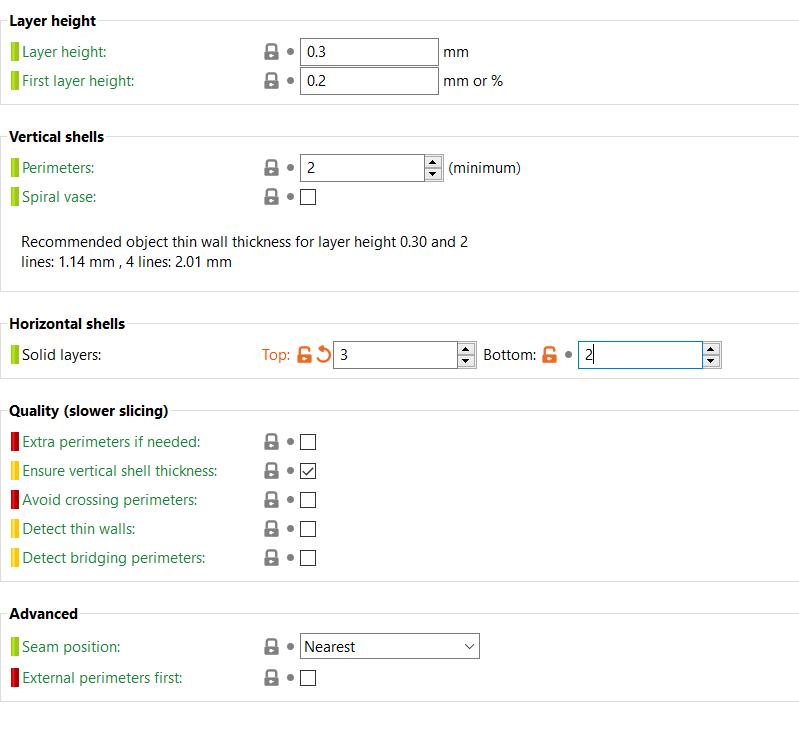 Layer height
Layer height: 0.3 mm
First layer height: 0.2 mm or %
Vertical shells
Perimeters: 2 (minimum)
Spiral vase:
Recommended object thin wall thickness for layer height 0.30 and 2
lines: 1.14 mm , 4 lines: 2.01 mm
Horizontal shells
Solid layers: Top: 3 Bottom: 2
Quality (slower slicing)
Extra perimeters if needed:
Ensure vertical shell thickness:
Avoid crossing perimeters:
Detect thin walls:
Detect bridging perimeters:
Advanced
Seam position: Nearest
External perimeters first: